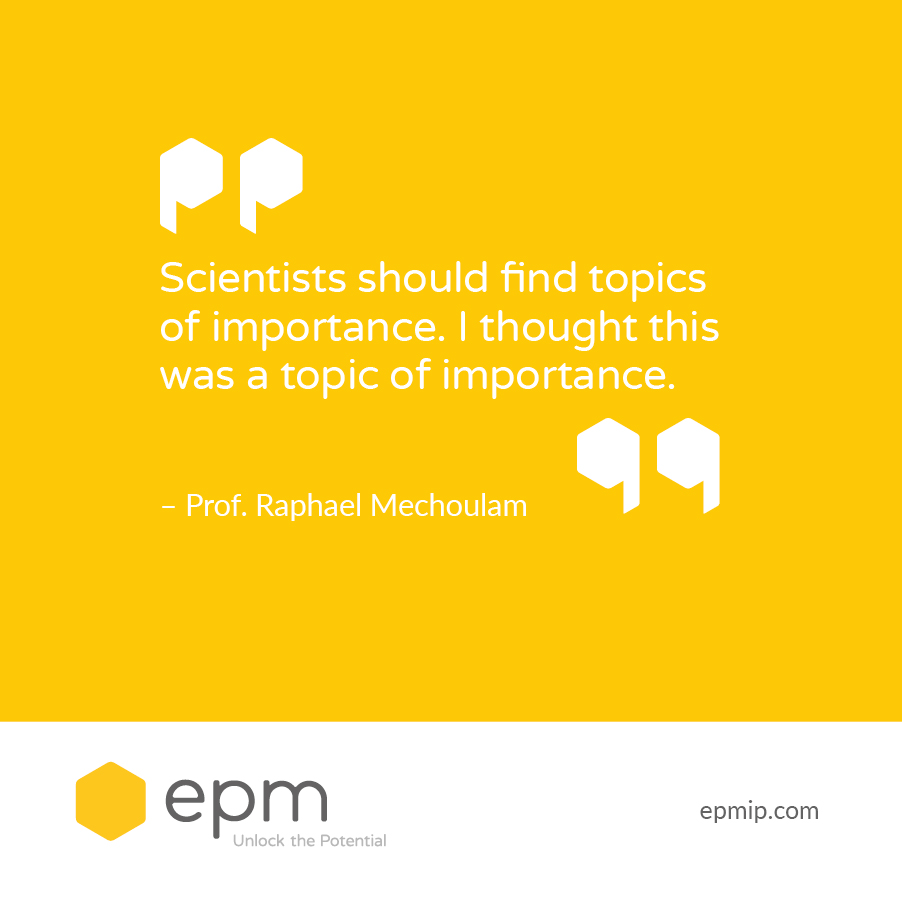 Scientists should find topics
of importance. I thought this
was a topic of importance.
– Prof. Raphael Mechoulam
epm
Unlock the Potential
epmip.com